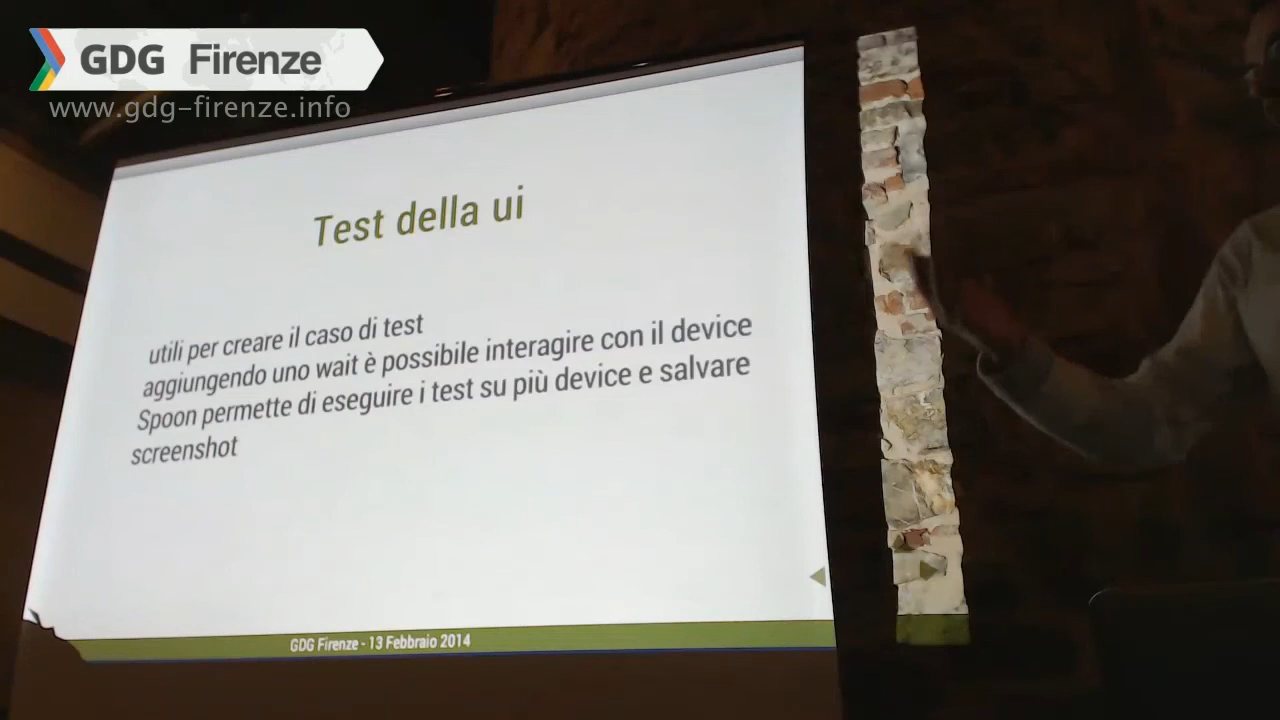 GDG Firenze
www.gdg-firenze.info
Test della ui
utili per creare il caso di test
aggiungendo uno wait è possibile interagire con il device
Spoon permette di eseguire i test su più device e salvare
screenshot
GDG Firenze - 13 Febbraio 2014